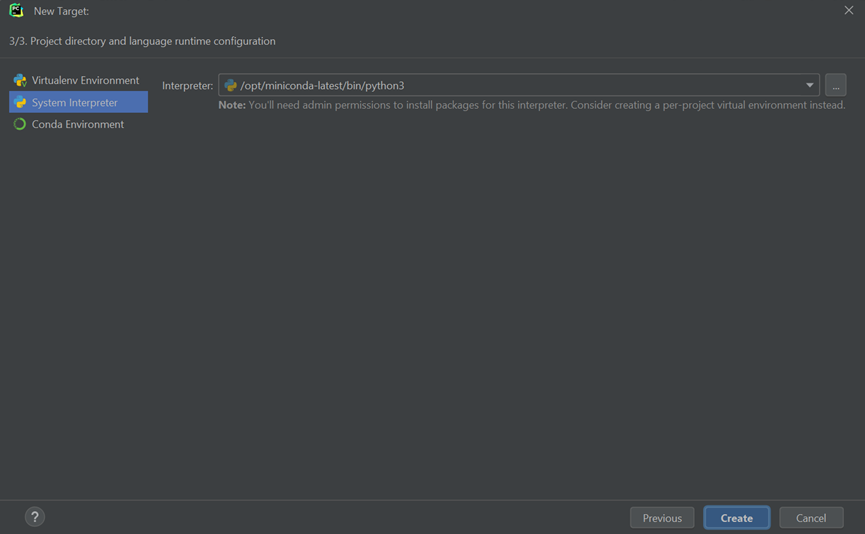 New Target:
3/3. Project directory and language runtime configuration
Virtualenv Environment
System Interpreter
Conda Environment
Interpreter: /opt/miniconda-latest/bin/python3 ...
Note: You'll need admin permissions to install packages for this interpreter. Consider creating a per-project virtual environment instead.
? Previous Create Cancel